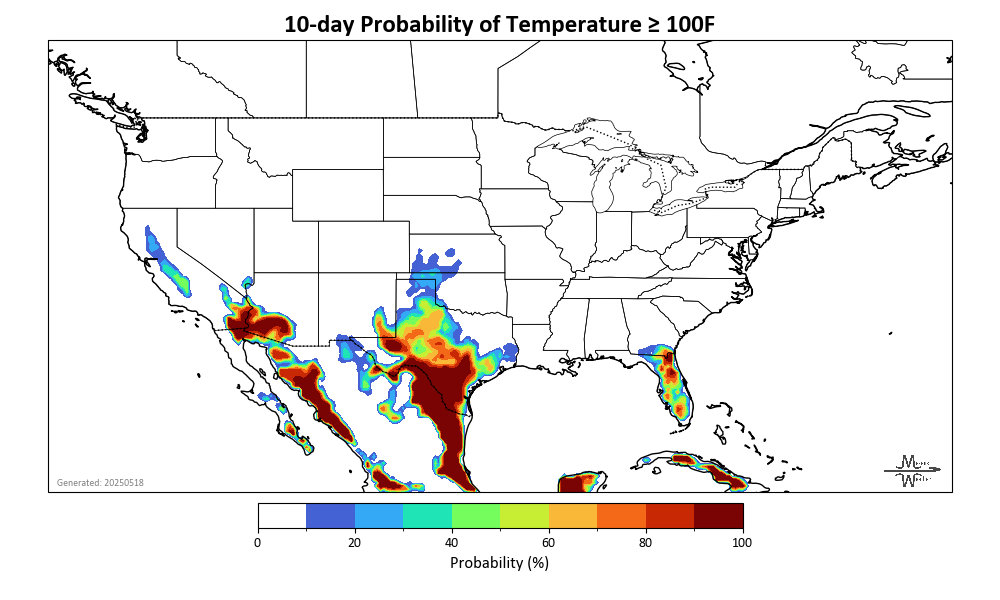 10-day Probability of Temperature ≥ 100F
Generated: 20250518
0 20 40 60 80 100
Probability (%)